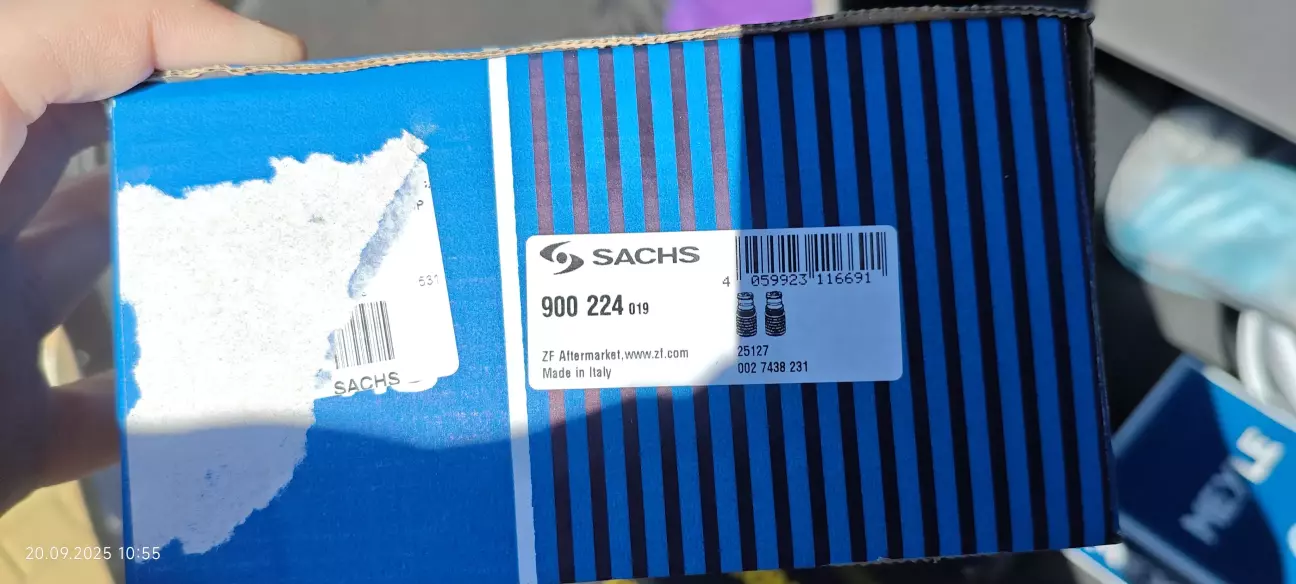 P
531
SACHS
SACHS
4 059923 116691
900 224 019
25127
ZF Aftermarket,www.zf.com
002 7438 231
Made in Italy
MEYLE
20.09.2025 10:55